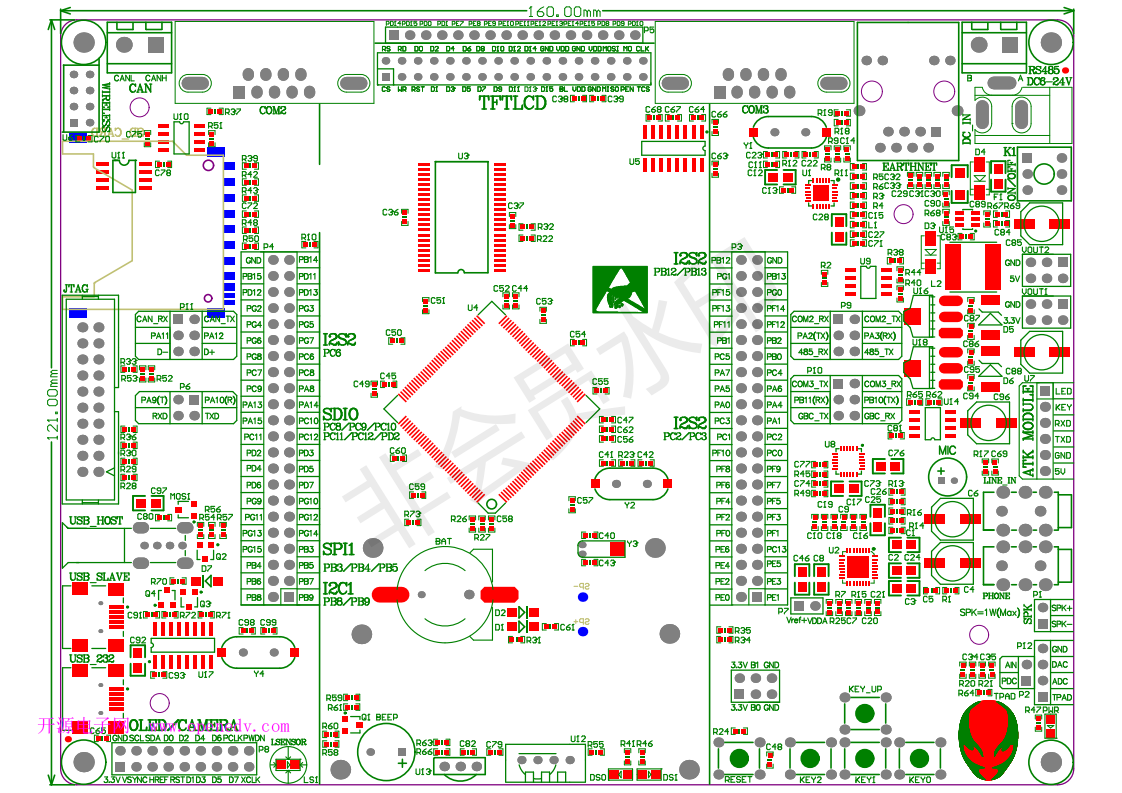 160.00mm
121.00mm
PD14 PD15 PD0 PD1 PE7 PE8 PE9 PE10 PE11 PE12 PE13 PE14 PE15 PD8 PD9 PD10 P5
RS RD D0 D2 D4 D6 D8 D10 D12 D14 GND VDD GND VDD MOSI MO CLK
CS WR RST D1 D3 D5 D7 D9 D11 D13 D15 BL VDD GND MISO PEN TCS
C38 C39
TFTLCD
CANL CANH
CAN
WIRELESS
COM2
COM3
RS485
DC6-24V
B A
DC IN
EARTHNET
K1
ON/OFF
SD CARD
U10 R51 R37
C75 C70
U11 C78
R39
R42
R43
C72
R48
R50
R10
U3
C36 C37
R32
R22
C68 C67 C64
C66
U5
C63
Y1
R19
R18
R9 C14
C23
C11
C12
R12 C22
C13
U1
R8
R11
R5 C32
R6 C33
R3
R4
C15
L1
C27
C71
C28
C29 C31 C30
C90
R68
D4
F1
C89
R67 R69
C84
U15
C83
D3
C85
L2
VOUT2
GND
5V
VOUT1
GND
3.3V
R2
U9
R38
R44
R40
U16
C87
D5
C86
U18
C95
D6
C88
C94
C96
JTAG
P11
CAN_RX CAN_TX
PA11 PA12
D- D+
P6
PA9(T) PA10(R)
RXD TXD
R33
R53 R52
R36
R56
R30
R29
R28
P4
GND PB14
PB15 PD11
PD12 PD13
PG2 PG3
PG4 PG5
PG6 PG7
PC6 PG8
PC7 PC8
PC9 PA8
PA13 PA14
PA15 PC10
PC11 PC12
PD2 PD3
PD4 PD5
PD6 PD7
PG9 PG10
PG11 PG12
PG13 PG14
PG15 PB3
PB4 PB5
PB6 PB7
PB8 PB9
I2S2
PC6
SDIO
PC8/PC9/PC10
PC11/PC12/PD2
SPI1
PB3/PB4/PB5
I2C1
PB8/PB9
U4
C51 C52 C44 C53
C50 C54
C49 C45 C55
C47
C62
C56
C60
C59
R73
C41 R23 C42
Y2
C57
R26 C58
R27
C40
Y3
C43
BAT
D2
D1
C61
R31
SP-
SP+
I2S2
PB12/PB13
I2S2
PC2/PC3
P3
PB12 GND
PG1 PB13
PF15 PG0
PF13 PF14
PF11 PF12
PB1 PB2
PC5 PB0
PA7 PC4
PA5 PA6
PA0 PA4
PC3 PA1
PC1 PC2
PF10 PC0
PF8 PF9
PF6 PF7
PF4 PF5
PF2 PF3
PF0 PF1
PE6 PC13
PE4 PE5
PE2 PE3
PE0 PE1
P9
COM2_RX COM2_TX
PA2(TX) PA3(RX)
485_RX 485_TX
P10
COM3_TX COM3_RX
PB11(RX) PB10(TX)
GBC_TX GBC_RX
R65 R62 U14
C81
U7
LED
KEY
RXD
TXD
GND
5V
ATK MODULE
U8
C77
R45
C74
R49
C76
C73
C25
C26
R13
R16
R14
C19 C9
C10 C18 C16
C17
MIC
R17 C69
LINE_IN
C6
C5
PHONE
U2
C1
C2 C24
C3
C5 R1
C4
C46 C8
P7
Vref+ VDDA
R7 R15 C21
R25 C7 C20
SPK=1W(Max)
SPK
P1
SPK+
SPK-
P12
GND
AIN DAC
PDC ADC
P2 TPAD
C34 C35
R20 R21
R64
TPAD
R47 PWR
USB_HOST
C97
C80
MOS1
R56
R54 R57
Q2
D7
C91
USB_SLAVE
R70
Q4
Q3
R72 R71
C92
C93
U17
C98 C99
Y4
USB_232
C65
OLED/CAMERA
开源电子网 www.openedv.com
GND SCL SDA D0 D2 D4 D6 PCLK PWDN
P8
3.3V VSYNC HREF RST D1 D3 D5 D7 XCLK
LSENSOR
LS1
R59
R61
R60
R58
Q1 BEEP
R63
R66
U13
C82 C79
U12
R55
R41 R46
DS0 DS1
R35
R34
3.3V B1 GND
3.3V B0 GND
R24
C48
RESET
KEY_UP
KEY2
KEY1
KEY0
非会员水印